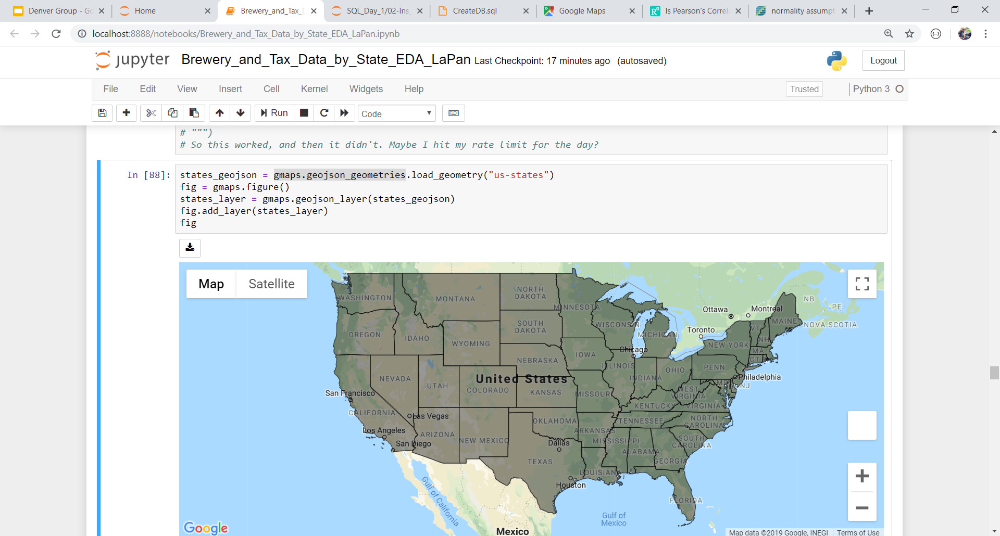 Denver Group - Go
Home
Brewery_and_Tax_D
SQL_Day_1/02-Ins_
CreateDB.sql
Google Maps
Is Pearson's Correl
normality assumpt
localhost:8888/notebooks/Brewery_and_Tax_Data_by_State_EDA_LaPan.ipynb
jupyter Brewery_and_Tax_Data_by_State_EDA_LaPan Last Checkpoint: 17 minutes ago (autosaved)
Logout
File Edit View Insert Cell Kernel Widgets Help
Trusted
Python 3
Run
Code
# """)
# So this worked, and then it didn't. Maybe I hit my rate limit for the day?
In [88]:
states_geojson = gmaps.geojson_geometries.load_geometry("us-states")
fig = gmaps.figure()
states_layer = gmaps.geojson_layer(states_geojson)
fig.add_layer(states_layer)
fig
Map
Satellite
WASHINGTON
MONTANA
NORTH
DAKOTA
MINNESOTA
Ottawa
Montreal
NB
PE
NOVA SCOTIA
MAINE
OREGON
IDAHO
SOUTH
DAKOTA
WISCONSIN
MICHIGAN
Toronto
VT
NH
WYOMING
NEW YORK
MA
CT
RI
Chicago
IOWA
NEBRASKA
ILLINOIS
INDIANA
OHIO
PENN
Philadelphia
NEVADA
UTAH
United States
COLORADO
KANSAS
MISSOURI
WEST
VIRGINIA
MD
DE
NJ
San Francisco
KENTUCKY
VIRGINIA
CALIFORNIA
Las Vegas
OKLAHOMA
TENNESSEE
NORTH
CAROLINA
Los Angeles
ARIZONA
NEW MEXICO
ARKANSAS
SOUTH
CAROLINA
San Diego
Dallas
MISSISSIPPI
ALABAMA
GEORGIA
TEXAS
LOUISIANA
Houston
FLORIDA
Gulf of California
Gulf of
Mexico
Mexico
Google
Map data ©2019 Google, INEGI
Terms of Use